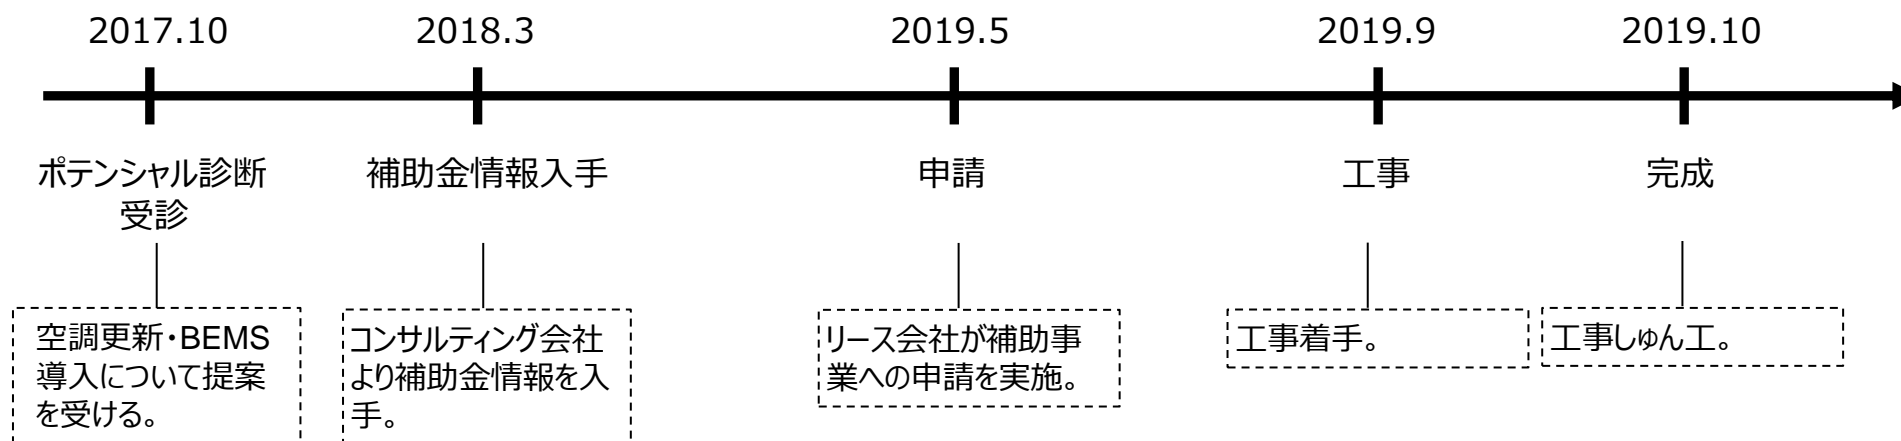 2017.10
2018.3
2019.5
2019.9
2019.10
ポテンシャル診断
受診
補助金情報入手
申請
工事
完成
空調更新・BEMS
導入について提案
を受ける。
コンサルティング会社
より補助金情報を入
手。
リース会社が補助事
業への申請を実施。
工事着手。
工事しゅん工。